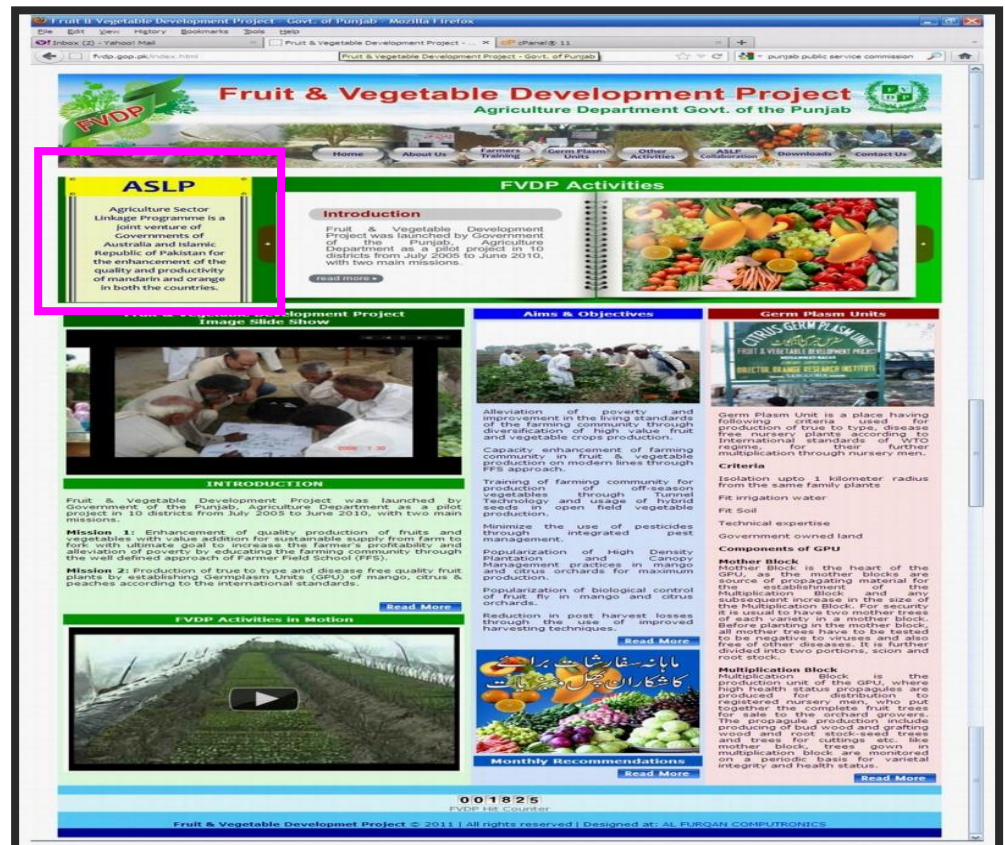 Fruit & Vegetable Development Project - Govt. of Punjab - Mozilla Firefox
File Edit View History Bookmarks Tools Help
Inbox (2) - Yahoo! Mail
Fruit & Vegetable Development Project - ...
cPanel® 11
fvdp.gop.pk/index.html
Fruit & Vegetable Development Project - Govt. of Punjab
punjab public service commission
FVDP
Fruit & Vegetable Development Project
Agriculture Department Govt. of the Punjab
Home About Us Farmers Training Germ Plasm Units Other Activities ASLP Collaboration Downloads Contact Us
ASLP
Agriculture Sector
Linkage Programme is a
joint venture of
Governments of
Australia and Islamic
Republic of Pakistan for
the enhancement of the
quality and productivity
of mandarin and orange
in both the countries.
FVDP Activities
Introduction
Fruit & Vegetable Development
Project was launched by Government
of the Punjab, Agriculture
Department as a pilot project in 10
districts from July 2005 to June 2010,
with two main missions.
read more
Fruit & Vegetable Development Project
Image Slide Show
INTRODUCTION
Fruit & Vegetable Development Project was launched by
Government of the Punjab, Agriculture Department as a pilot
project in 10 districts from July 2005 to June 2010, with two main
missions.
Mission 1: Enhancement of quality production of fruits and
vegetables with value addition for sustainable supply from farm to
fork with ultimate goal to increase the farmer's profitability and
alleviation of poverty by educating the farming community through
the well defined approach of Farmer Field School (FFS).
Mission 2: Production of true to type and disease free quality fruit
plants by establishing Germplasm Units (GPU) of mango, citrus &
peaches according to the international standards.
Read More
FVDP Activities in Motion
Aims & Objectives
Alleviation of poverty and
improvement in the living standards
of the farming community through
diversification of high value fruit
and vegetable crops production.
Capacity enhancement of farming
community in fruit & vegetable
production on modern lines through
FFS approach.
Training of farming community for
production of off-season
vegetables through Tunnel
Technology and usage of hybrid
seeds in open field vegetable
production.
Minimize the use of pesticides
through integrated pest
management.
Popularization of High Density
Plantation and Canopy
Management practices in mango
and citrus orchards for maximum
production.
Popularization of biological control
of fruit fly in mango and citrus
orchards.
Reduction in post harvest losses
through the use of improved
harvesting techniques.
Read More
ماہانہ سفارشات برائے
کاشتکاران پھل و سبزیات
Monthly Recommendations
Read More
Germ Plasm Units
CITRUS GERM PLASM UNIT
FRUIT & VEGETABLE DEVELOPMENT PROJECT
Germ Plasm Unit is a place having
following criteria used for
production of true to type, disease
free nursery plants according to
International standards of WTO
regime, for their further
multiplication through nursery men.
Criteria
Isolation upto 1 kilometer radius
from the same family plants
Fit irrigation water
Fit Soil
Technical expertise
Government owned land
Components of GPU
Mother Block
Mother Block is the heart of the
GPU, as the mother blocks are
source of propagating material for
the establishment of the
Multiplication Block and any
subsequent increase in the size of
the Multiplication Block. For security
it is usual to have two mother trees
of each variety in a mother block.
Before planting in the mother block,
all mother trees have to be tested
to be negative to viruses and also
free of other diseases. It is further
divided into two portions, scion and
root stock.
Multiplication Block
Multiplication Block is the
production unit of the GPU, where
high health status propagules are
produced for distribution to
registered nursery men, who put
together the complete fruit trees
for sale to the orchard growers.
The propagule production include
producing of bud wood and grafting
wood and root stock-seed trees
and trees for cuttings etc. like
mother block, trees gown in
multiplication block are monitored
on a periodic basis for varietal
integrity and health status.
Read More
001825
FVDP Hit Counter
Fruit & Vegetable Developmet Project © 2011 | All rights reserved | Designed at: AL FURQAN COMPUTRONICS